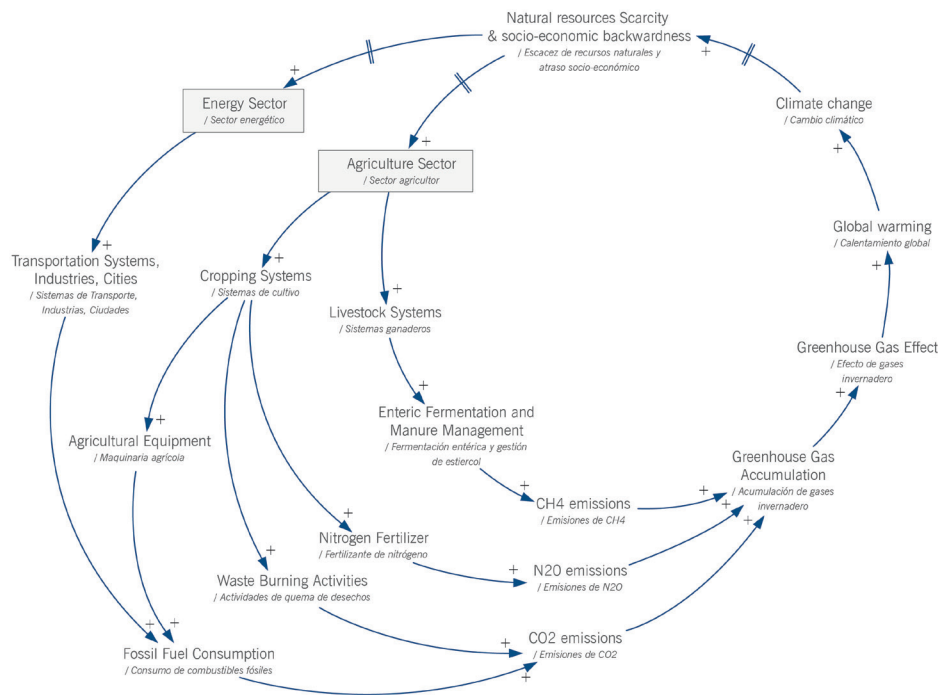 Natural resources Scarcity
& socio-economic backwardness
/ Escacez de recursos naturales y
atraso socio-económico
+
+
+
Energy Sector
/ Sector energético
Climate change
/ Cambio climático
+
+
Agriculture Sector
/ Sector agricultor
Global warming
/ Calentamiento global
+
+
Transportation Systems,
Industries, Cities
/ Sistemas de Transporte,
Industrias, Ciudades
+
Cropping Systems
/ Sistemas de cultivo
+
Livestock Systems
/ Sistemas ganaderos
Greenhouse Gas Effect
/ Efecto de gases
invernadero
+
+
Enteric Fermentation and
Manure Management
/ Fermentación entérica y gestión
de estiercol
+
Agricultural Equipment
/ Maquinaria agrícola
Greenhouse Gas
Accumulation
/ Acumulación de gases
invernadero
+
+
+
+
CH4 emissions
/ Emisiones de CH4
+
Nitrogen Fertilizer
/ Fertilizante de nitrógeno
+
Waste Burning Activities
/ Actividades de quema de desechos
+
N2O emissions
/ Emisiones de N2O
+
+
+
CO2 emissions
/ Emisiones de CO2
Fossil Fuel Consumption
/ Consumo de combustibles fósiles
+